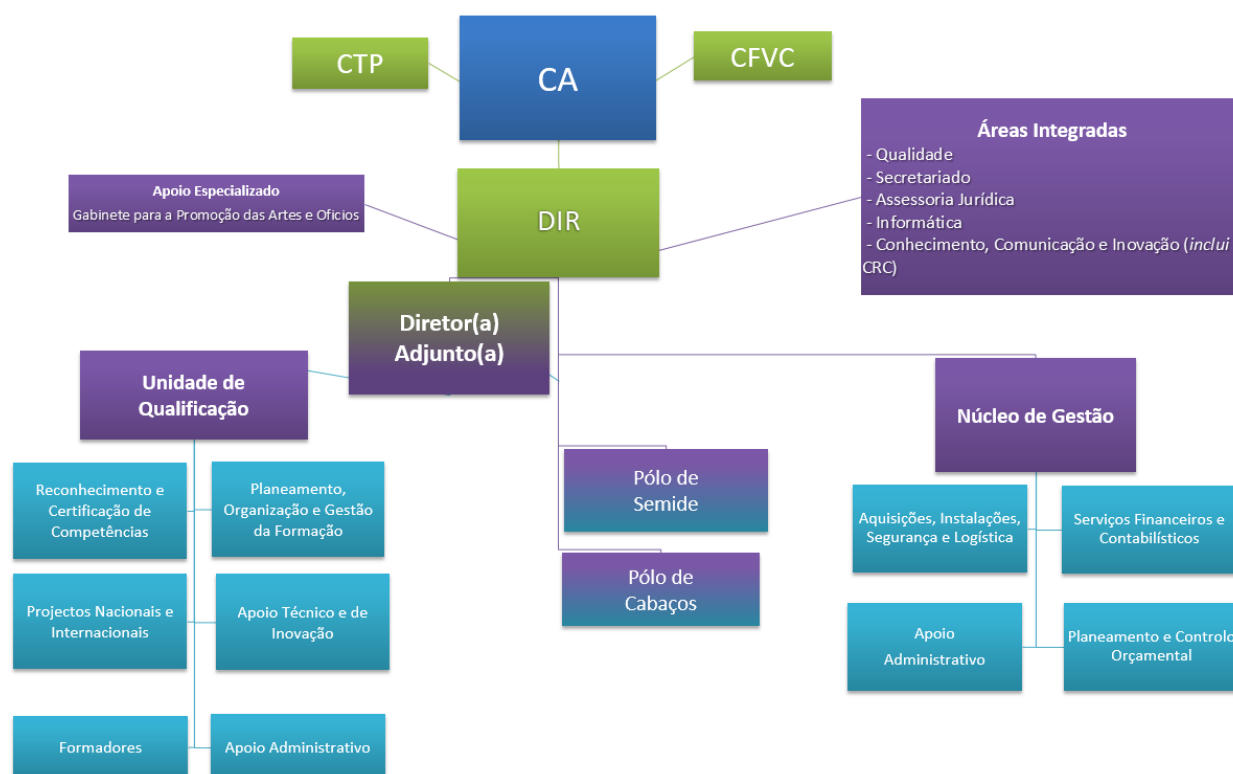 CTP
CA
CFVC
Áreas Integradas
- Qualidade
- Secretariado
- Assessoria Jurídica
- Informática
- Conhecimento, Comunicação e Inovação (inclui
CRC)
Apoio Especializado
Gabinete para a Promoção das Artes e Oficios
DIR
Diretor(a)
Adjunto(a)
Unidade de
Qualificação
Núcleo de Gestão
Reconhecimento e
Certificação de
Competências
Planeamento,
Organização e Gestão
da Formação
Pólo de
Semide
Aquisições, Instalações,
Segurança e Logística
Serviços Financeiros e
Contabilísticos
Projectos Nacionais e
Internacionais
Apoio Técnico e de
Inovação
Pólo de
Cabaços
Apoio
Administrativo
Planeamento e Controlo
Orçamental
Formadores
Apoio Administrativo